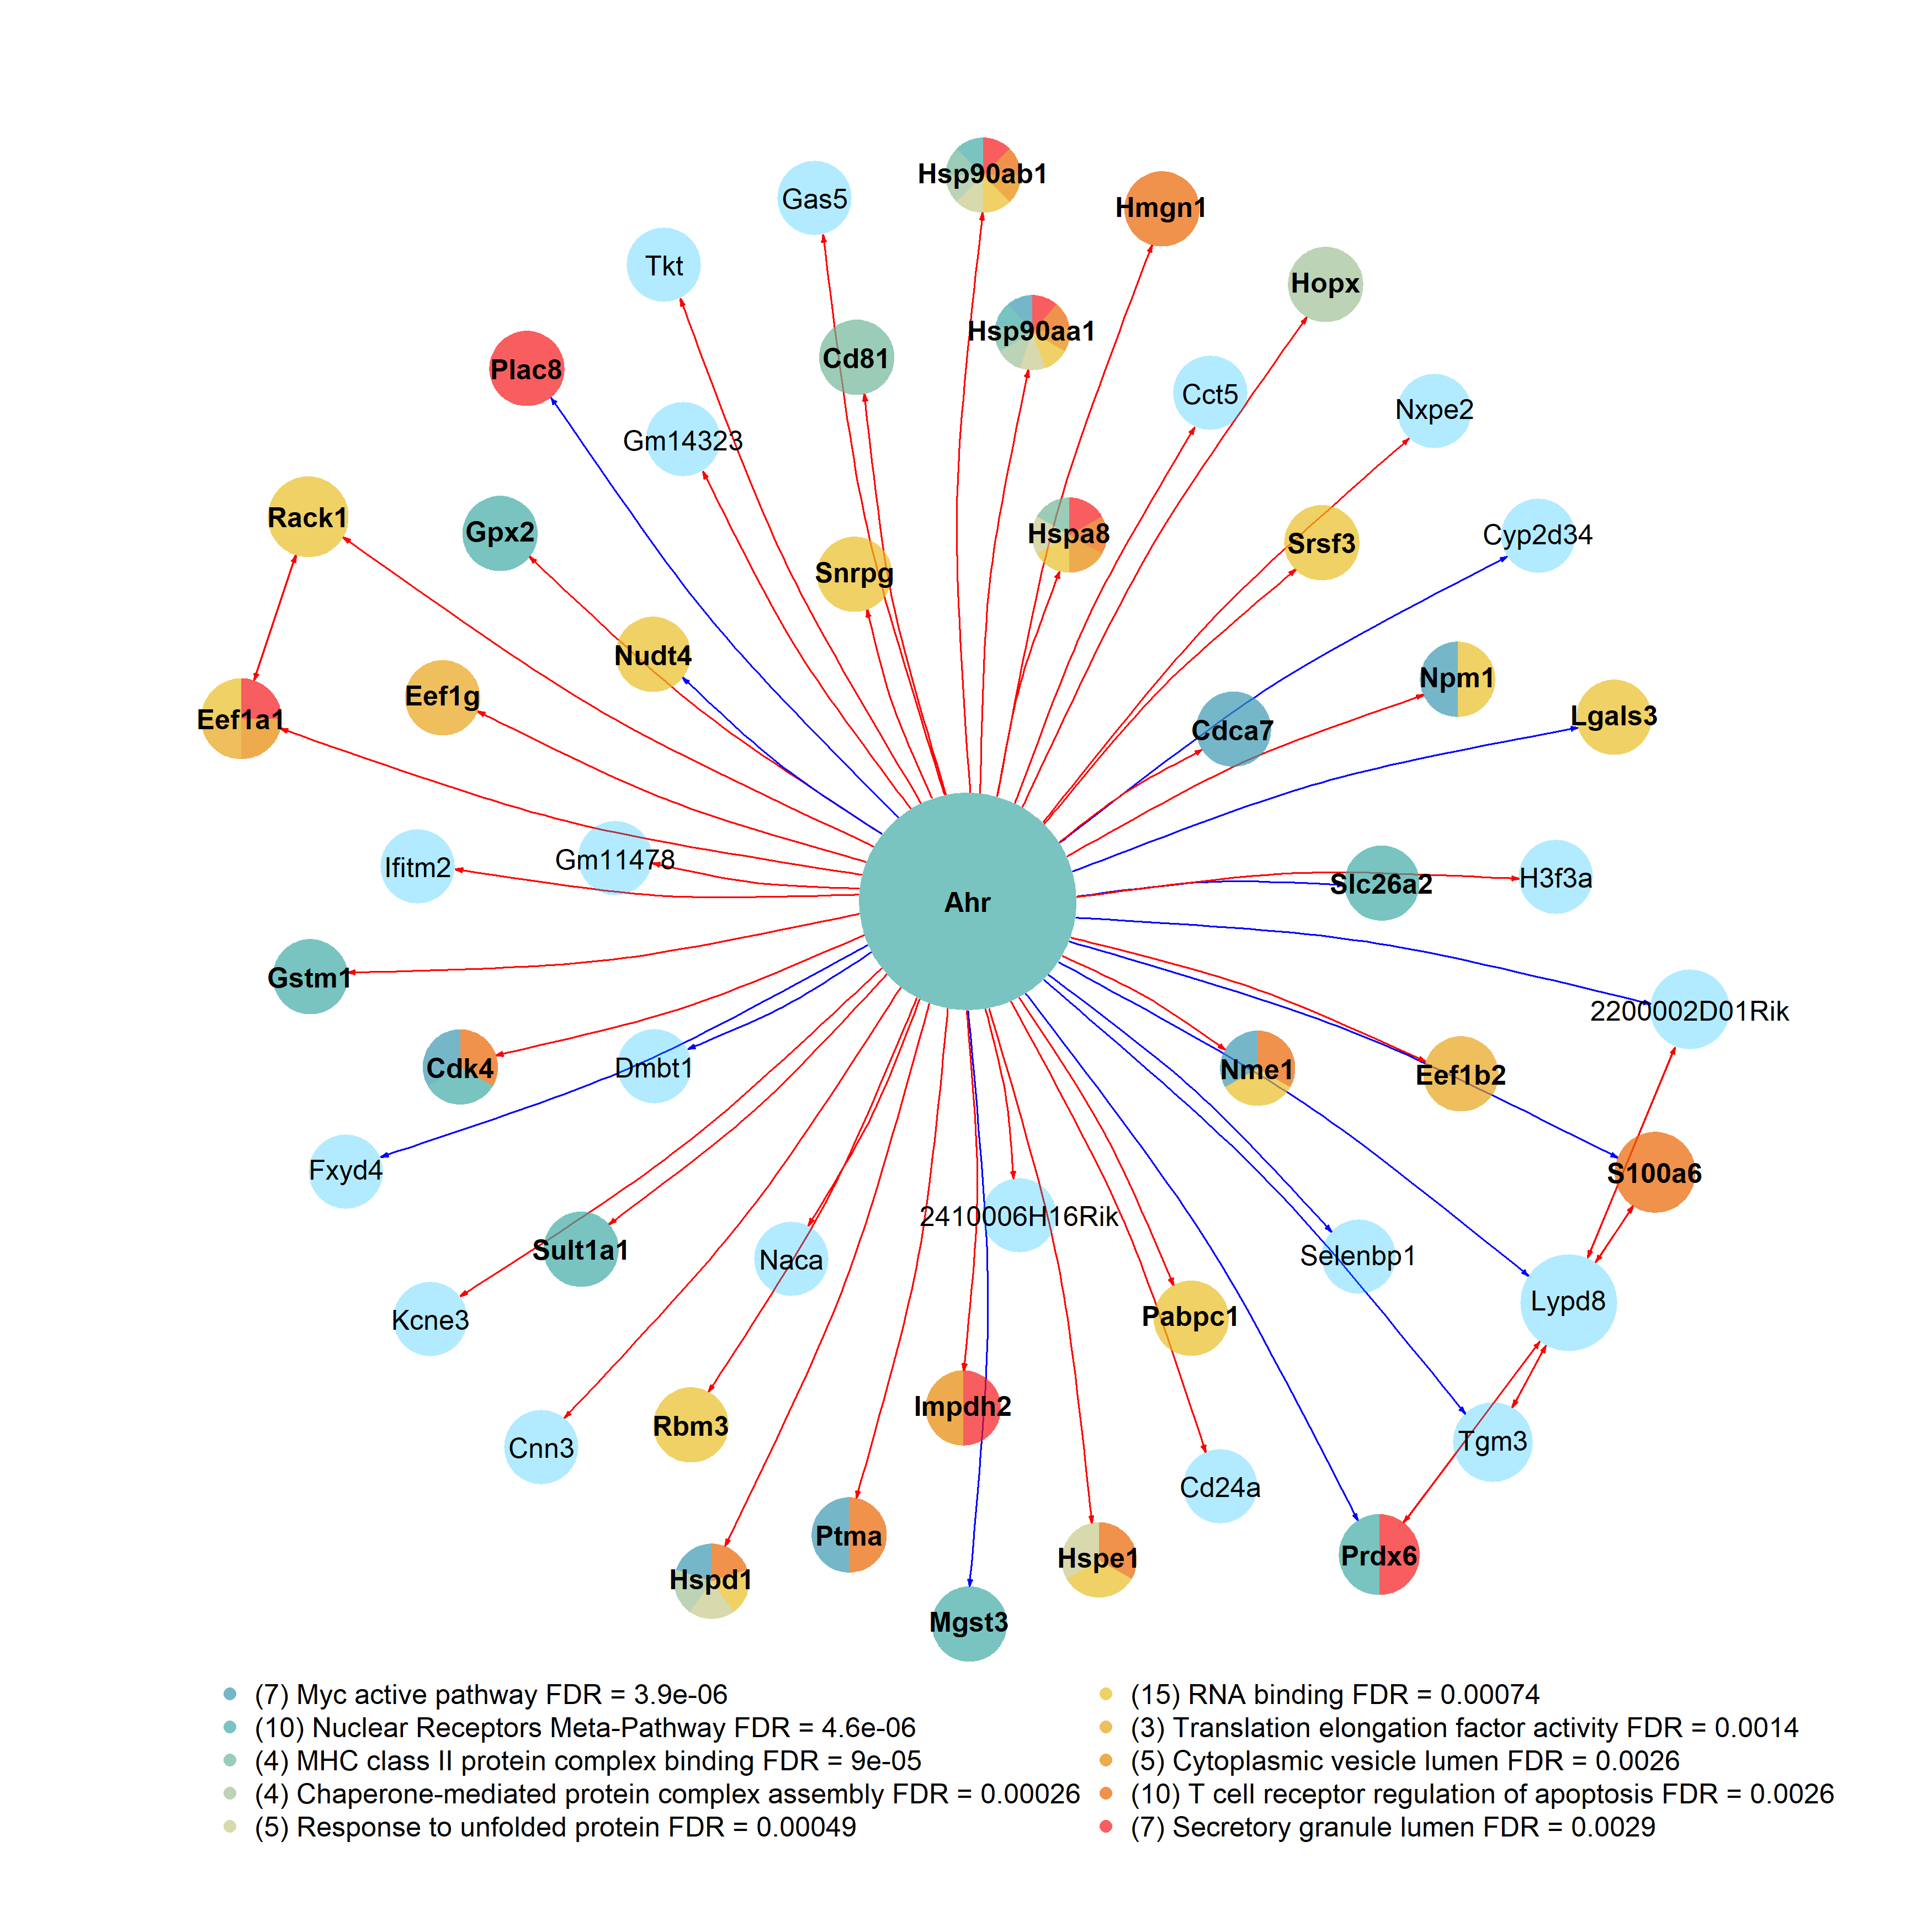 Hsp90ab1
Gas5
Hmgn1
Tkt
Hopx
Hsp90aa1
Cd81
Plac8
Cct5
Nxpe2
Gm14323
Rack1
Gpx2
Hspa8
Srsf3
Cyp2d34
Snrpg
Nudt4
Npm1
Eef1g
Lgals3
Eef1a1
Cdca7
Gm11478
Ifitm2
Slc26a2
H3f3a
Ahr
Gstm1
2200002D01Rik
Cdk4
Dmbt1
Nme1
Eef1b2
Fxyd4
S100a6
2410006H16Rik
Sult1a1
Naca
Selenbp1
Lypd8
Kcne3
Pabpc1
Impdh2
Rbm3
Tgm3
Cnn3
Cd24a
Ptma
Prdx6
Hspe1
Hspd1
Mgst3
(7) Myc active pathway FDR = 3.9e-06
(10) Nuclear Receptors Meta-Pathway FDR = 4.6e-06
(4) MHC class II protein complex binding FDR = 9e-05
(4) Chaperone-mediated protein complex assembly FDR = 0.00026
(5) Response to unfolded protein FDR = 0.00049
(15) RNA binding FDR = 0.00074
(3) Translation elongation factor activity FDR = 0.0014
(5) Cytoplasmic vesicle lumen FDR = 0.0026
(10) T cell receptor regulation of apoptosis FDR = 0.0026
(7) Secretory granule lumen FDR = 0.0029